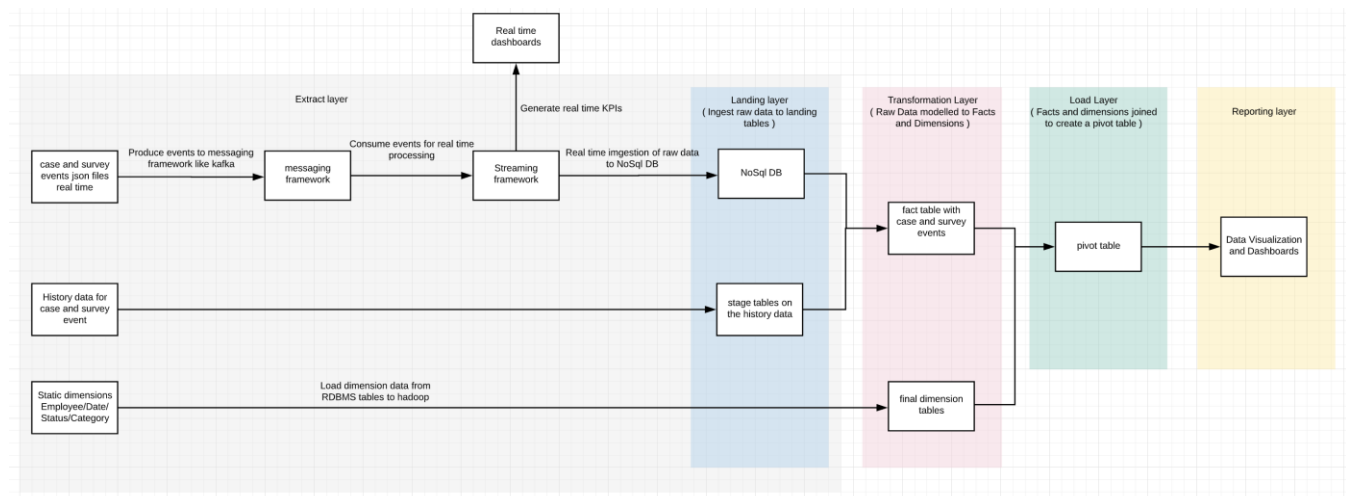 Real time
dashboards
Extract layer
Generate real time KPIs
Landing layer
( Ingest raw data to landing
tables )
Transformation Layer
( Raw Data modelled to Facts
and Dimensions )
Load Layer
( Facts and dimensions joined
to create a pivot table )
Reporting layer
case and survey
events json files
real time
Produce events to messaging
framework like kafka
messaging
framework
Consume events for real time
processing
Streaming
framework
Real time imgestion of raw data
to NoSql DB
NoSql DB
fact table with
case and survey
events
pivot table
Data Visualization
and Dashboards
History data for
case and survey
event
stage tables on
the history data
Static dimensions
Employee/Date/
Status/Category
Load dimension data from
RDBMS tables to hadoop
final dimension
tables